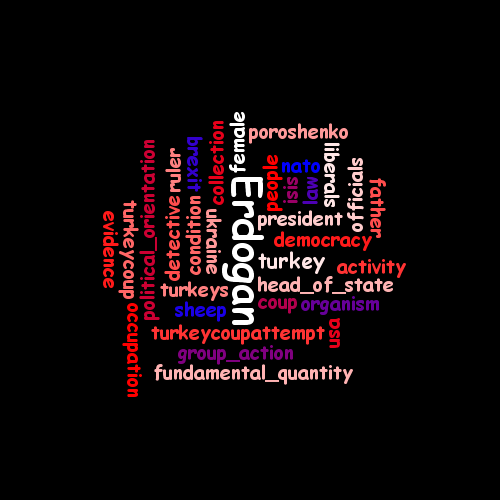 female
poroshenko
brexit
collection
liberals
political_orientation
detective
ruler
people
nato
isis
law
officials
father
Erdogan
condition
ukraine
president
turkeycoup
evidence
democracy
turkey
activity
turkeys
head_of_state
sheep
coup
organism
occupation
turkeycoupattempt
usa
group_action
fundamental_quantity